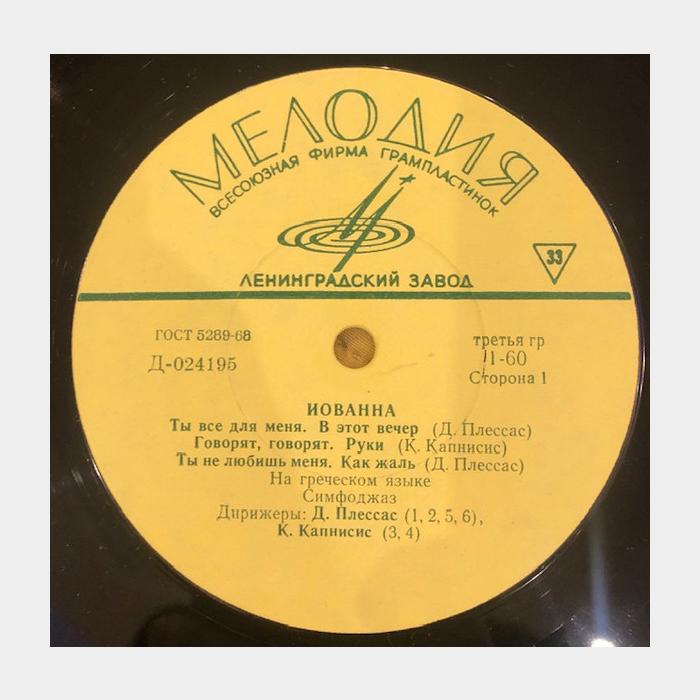 МЕЛОДИЯ
ВСЕСОЮЗНАЯ ФИРМА ГРАМПЛАСТИНОК
ЛЕНИНГРАДСКИЙ ЗАВОД
33
ГОСТ 5289-68
третья гр
Д-024195
1-60
Сторона 1
ИОВАННА
Ты все для меня. В этот вечер (Д. Плессас)
Говорят, говорят. Руки (К. Капнисис)
Ты не любишь меня. Как жаль (Д. Плессас)
На греческом языке
Симфоджаз
Дирижеры: Д. Плессас (1, 2, 5, 6),
К. Капнисис (3, 4)